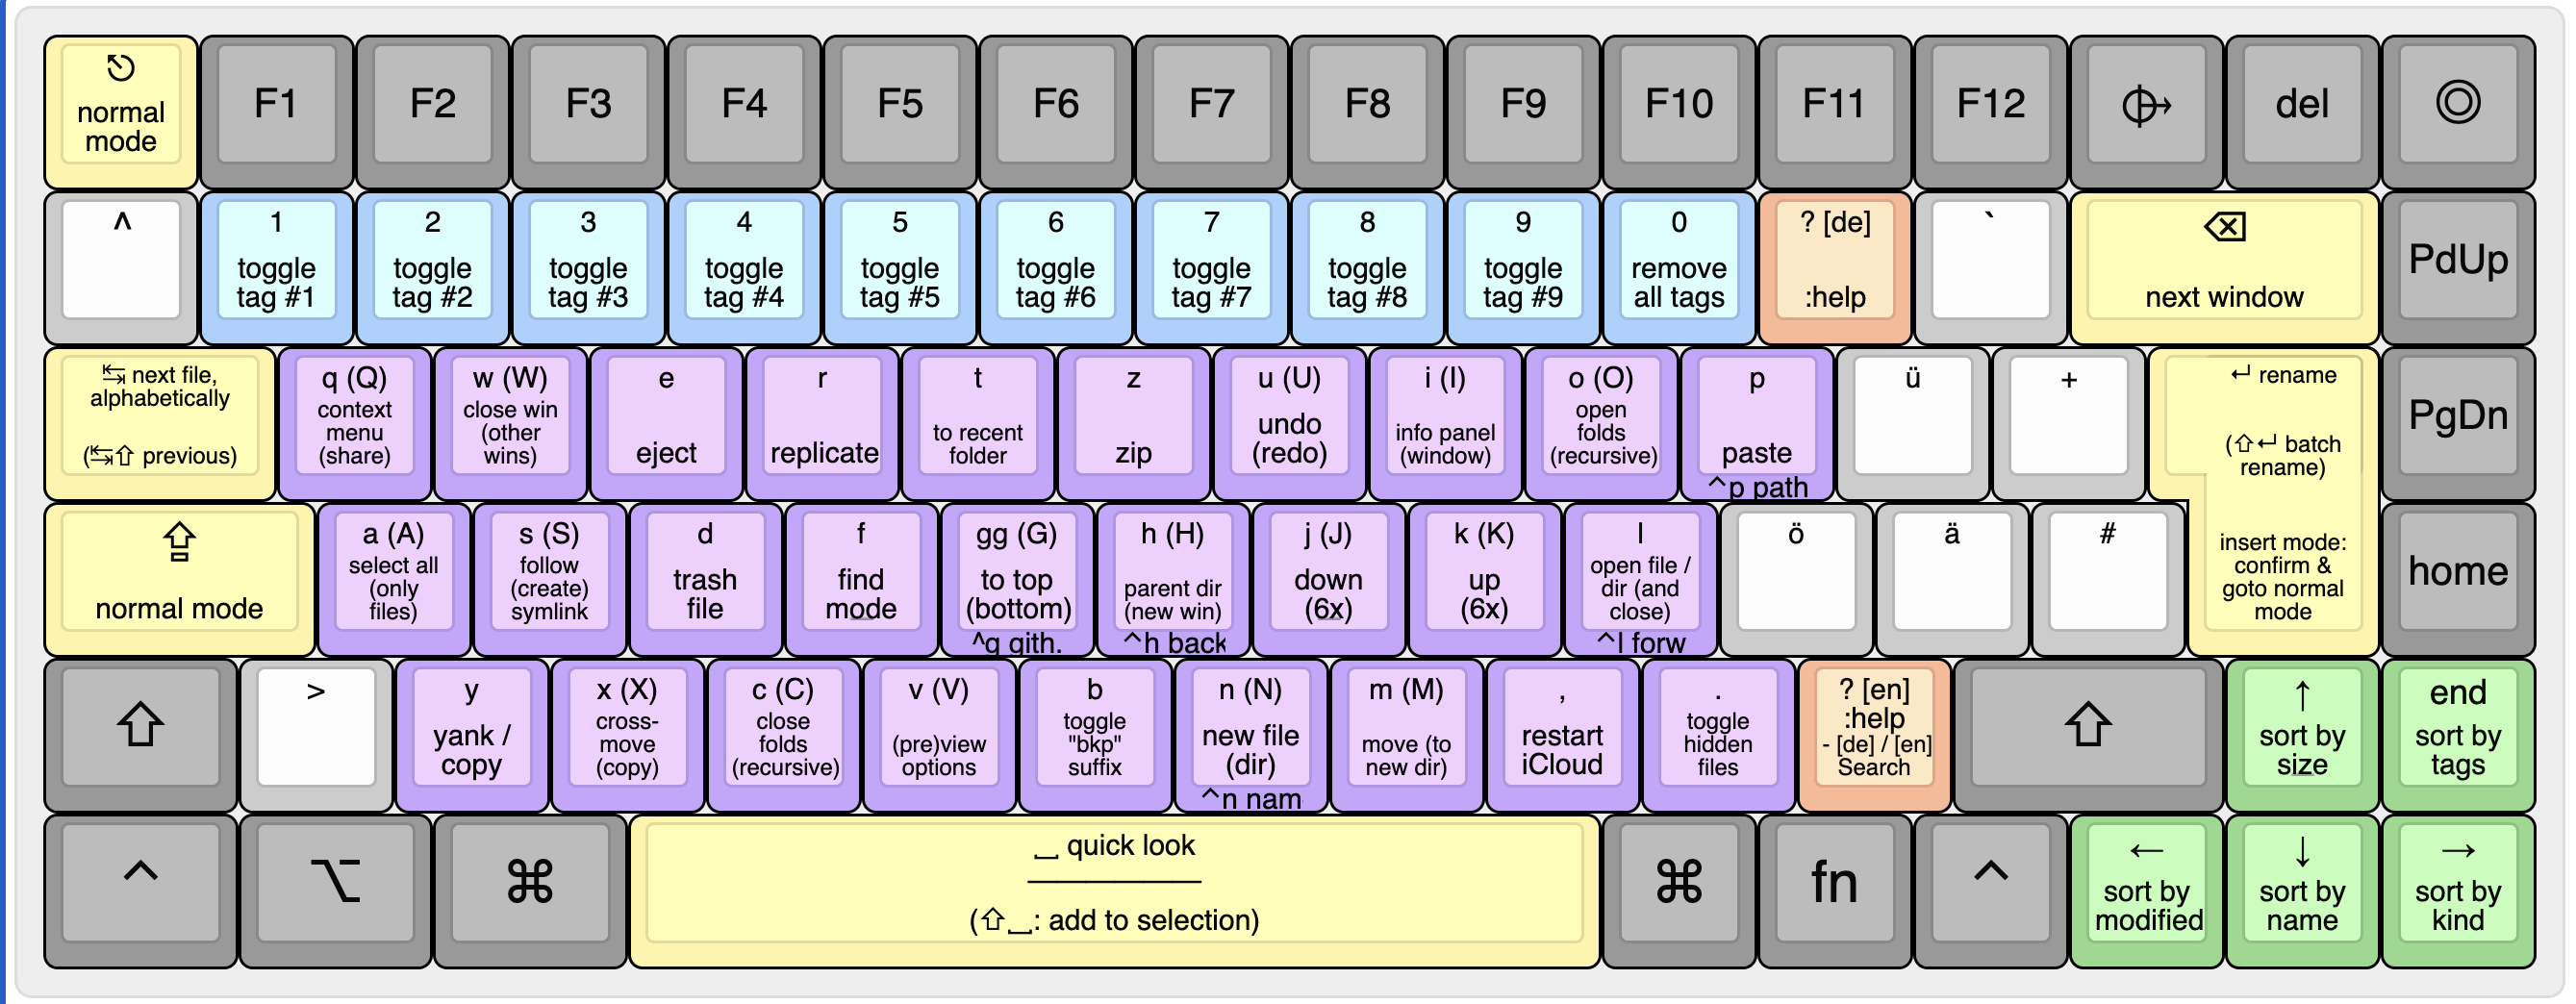 normal
mode
F1
F2
F3
F4
F5
F6
F7
F8
F9
F10
F11
F12
del
^
1
toggle
tag #1
2
toggle
tag #2
3
toggle
tag #3
4
toggle
tag #4
5
toggle
tag #5
6
toggle
tag #6
7
toggle
tag #7
8
toggle
tag #8
9
toggle
tag #9
0
remove
all tags
? [de]
:help
`
⌫
next window
PdUp
↹ next file,
alphabetically
(↹⇧ previous)
q (Q)
context
menu
(share)
w (W)
close win
(other
wins)
e
eject
r
replicate
t
to recent
folder
z
zip
u (U)
undo
(redo)
i (I)
info panel
(window)
o (O)
open
folds
(recursive)
p
paste
^p path
ü
+
↵ rename
(⇧↵ batch
rename)
insert mode:
confirm &
goto normal
mode
PgDn
⇪
normal mode
a (A)
select all
(only
files)
s (S)
follow
(create)
symlink
d
trash
file
f
find
mode
gg (G)
to top
(bottom)
^g gith.
h (H)
parent dir
(new win)
^h back
j (J)
down
(6x)
k (K)
up
(6x)
l
open file /
dir (and
close)
^l forw
ö
ä
#
home
⇧
>
y
yank /
copy
x (X)
cross-
move
(copy)
c (C)
close
folds
(recursive)
v (V)
(pre)view
options
b
toggle
"bkp"
suffix
n (N)
new file
(dir)
^n nam
m (M)
move (to
new dir)
,
restart
iCloud
.
toggle
hidden
files
? [en]
:help
- [de] / [en]
Search
⇧
↑
sort by
size
end
sort by
tags
^
⌥
⌘
⎵ quick look
(⇧⎵: add to selection)
⌘
fn
^
←
sort by
modified
↓
sort by
name
→
sort by
kind